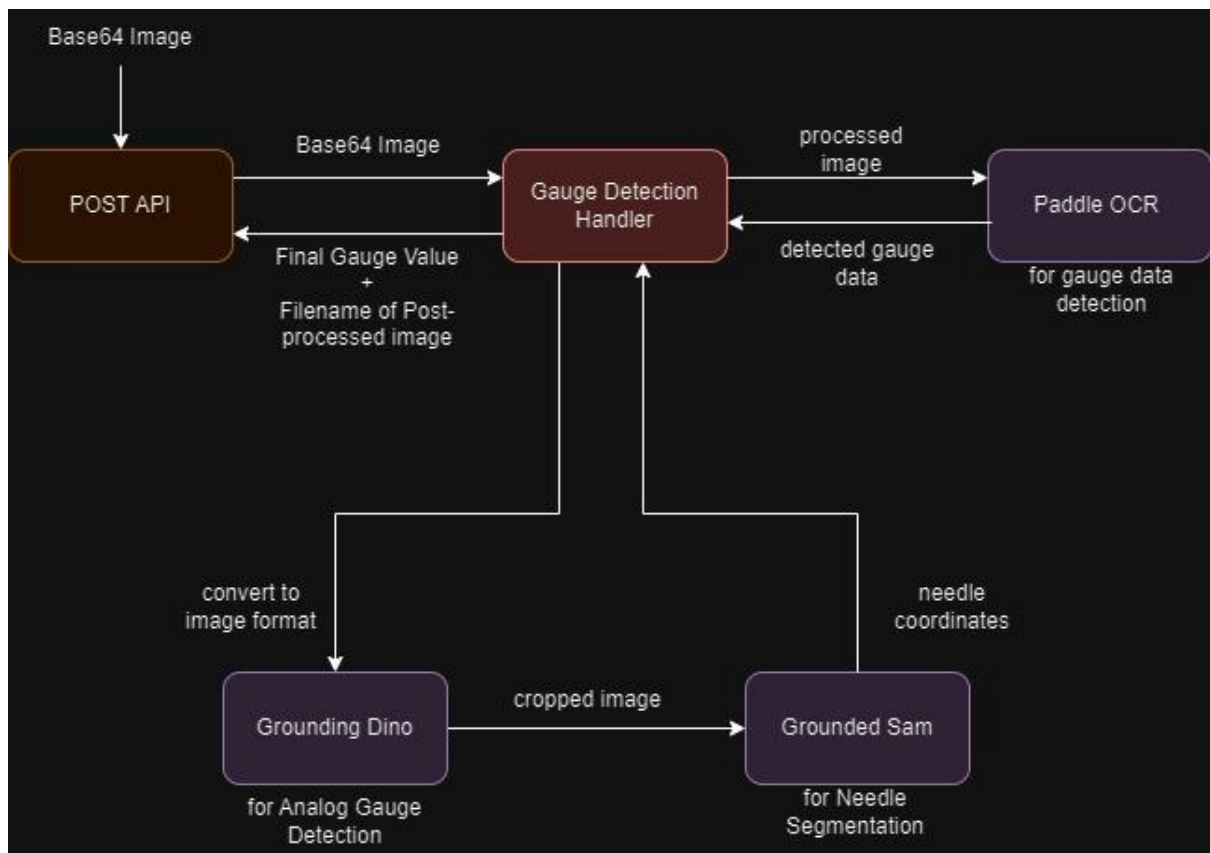 Base64 Image
POST API
Base64 Image
Final Gauge Value
+
Filename of Post-
processed image
Gauge Detection
Handler
processed
image
detected gauge
data
Paddle OCR
for gauge data
detection
convert to
image format
Grounding Dino
for Analog Gauge
Detection
cropped image
Grounded Sam
for Needle
Segmentation
needle
coordinates